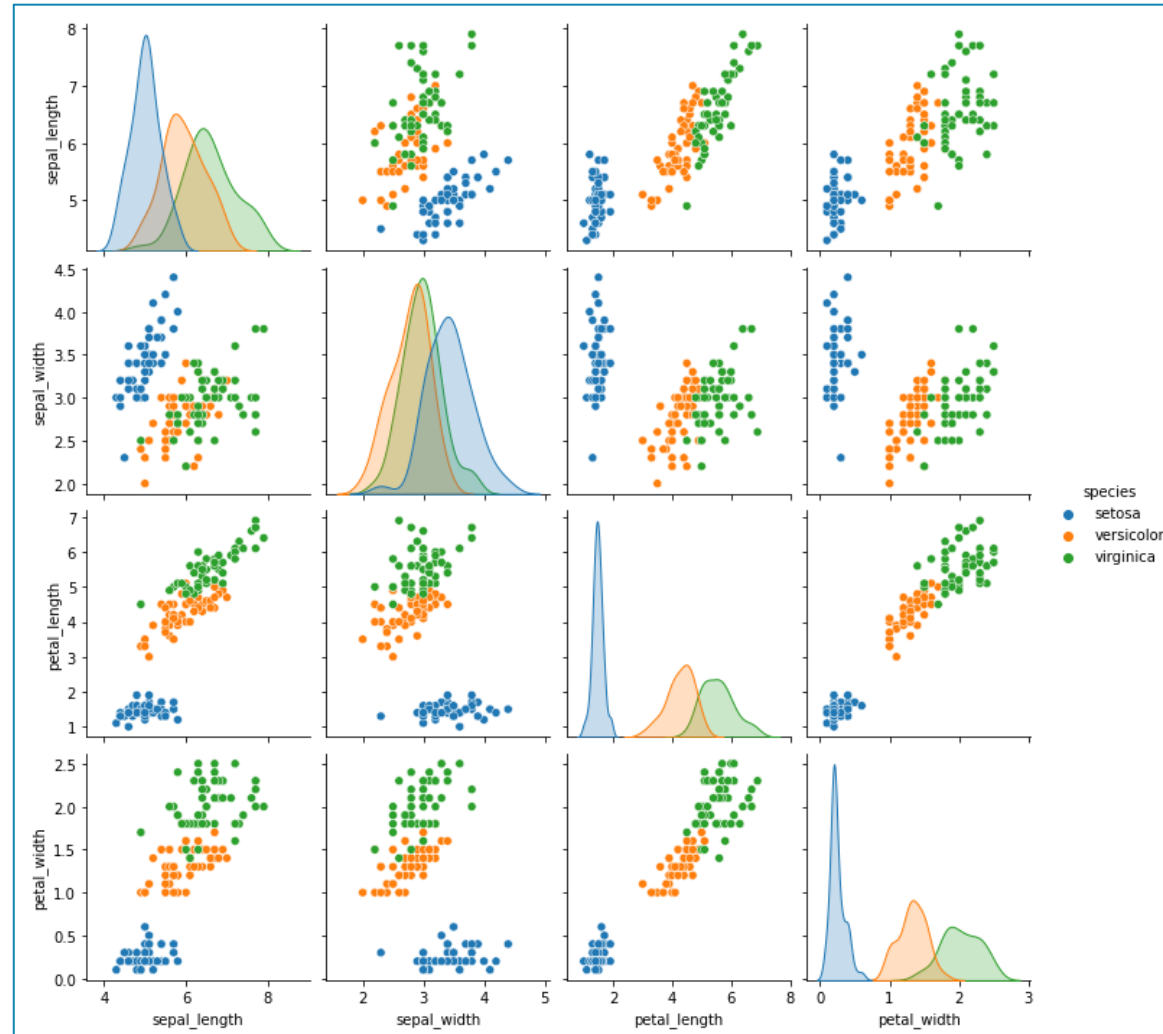 8
7
6
5
sepal_length
4.5
4.0
3.5
3.0
2.5
2.0
sepal_width
7
6
5
4
3
2
1
petal_length
2.5
2.0
1.5
1.0
0.5
0.0
petal_width
4 6 8
sepal_length
2 3 4 5
sepal_width
2 4 6 8
petal_length
0 1 2 3
petal_width
species
setosa
versicolor
virginica